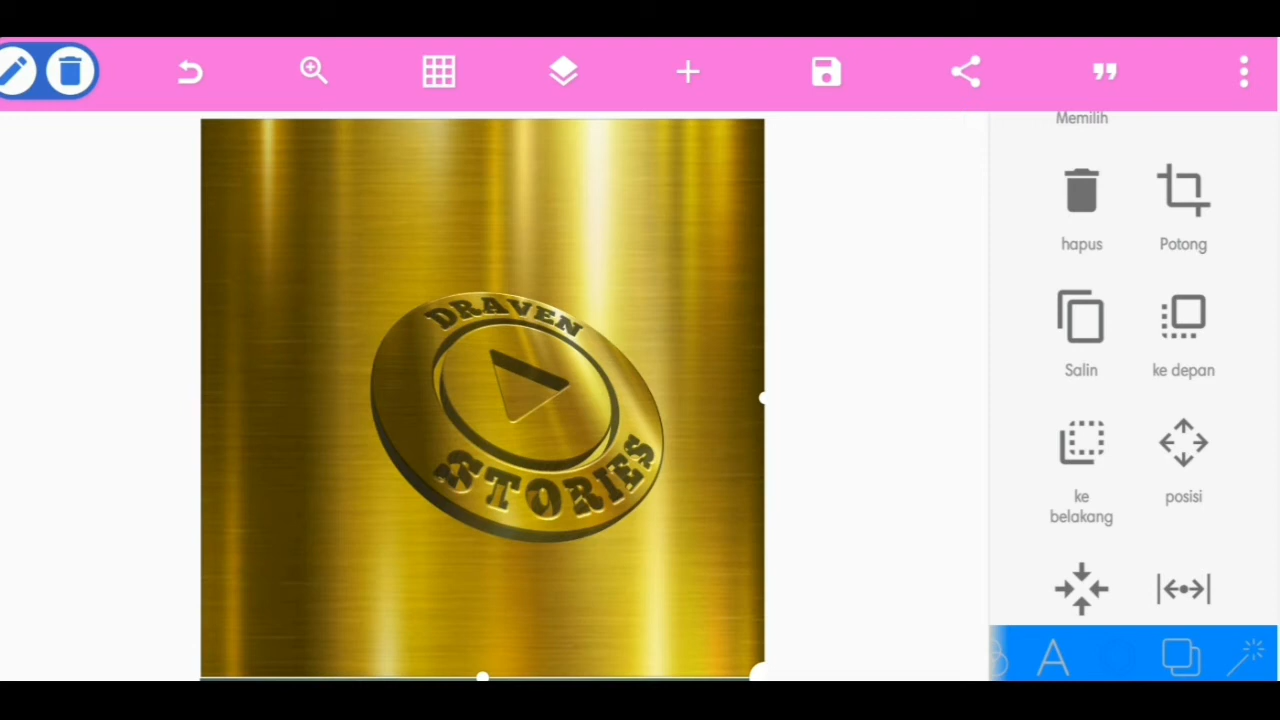 Memilih
hapus
Potong
DRAVEN
STORIES
Salin
ke depan
ke
belakang
posisi
A